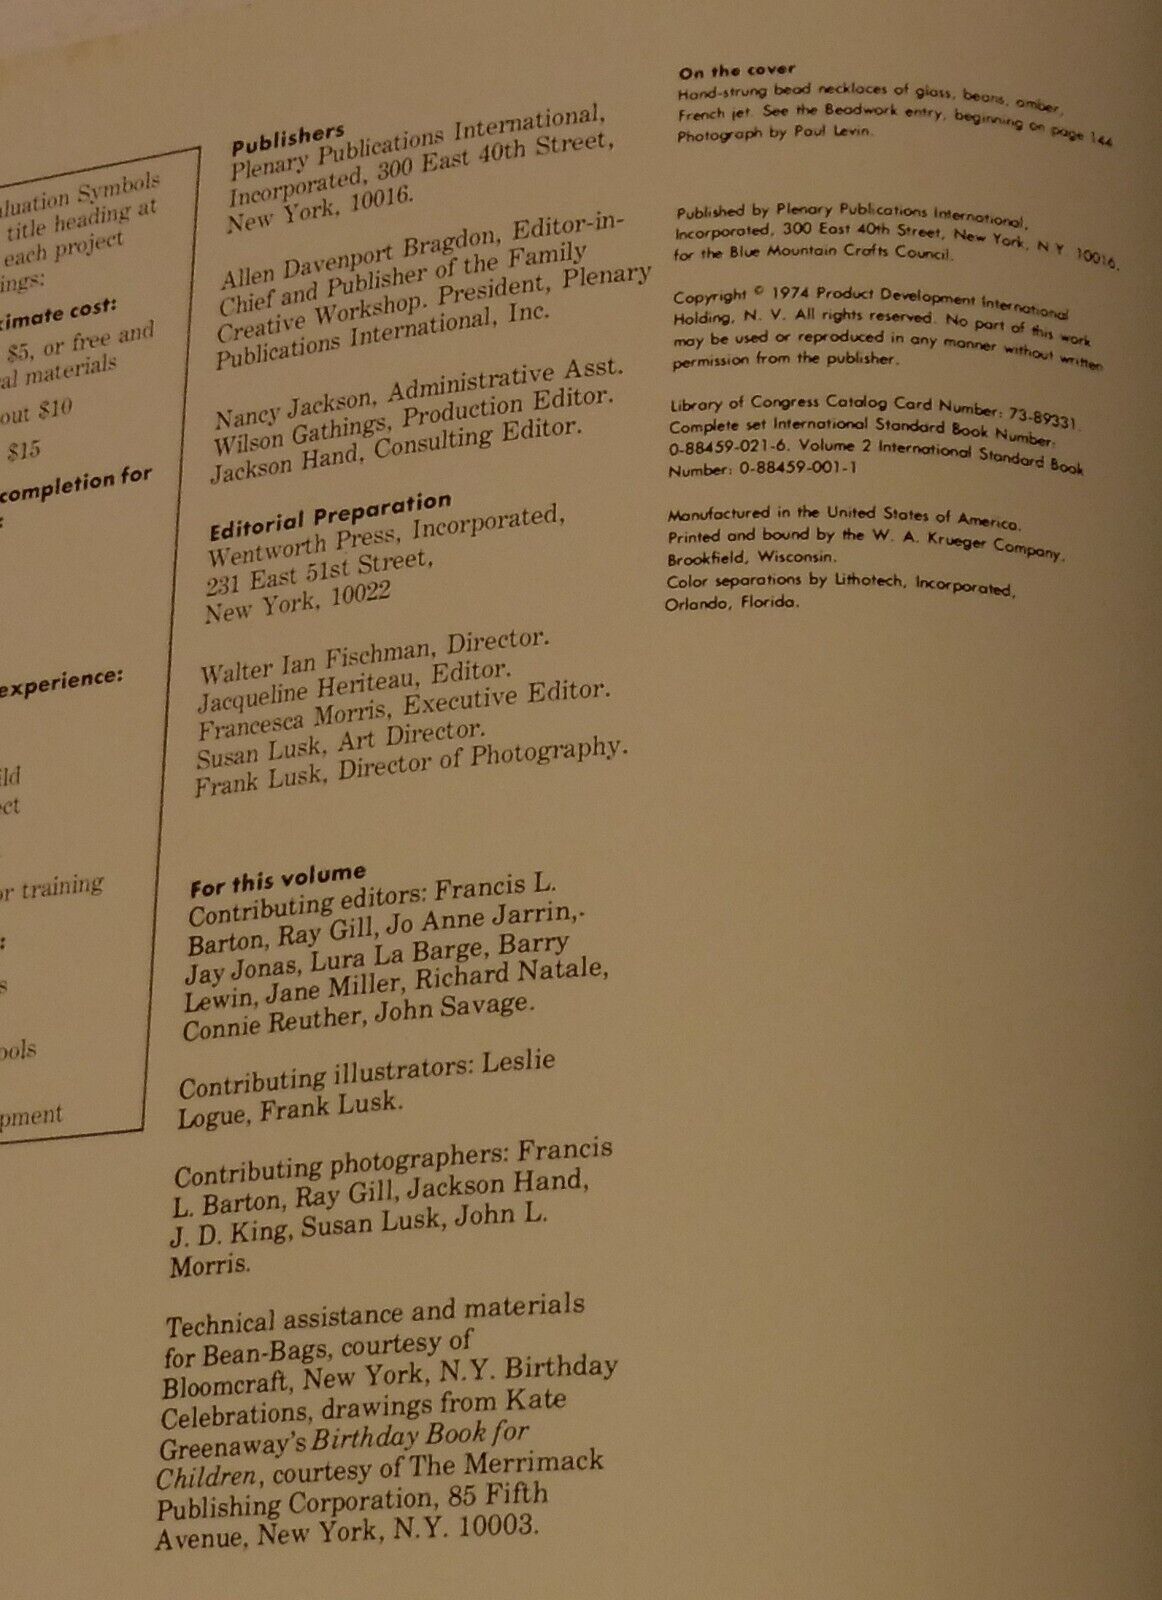 aluation Symbols
title heading at
each project
ings:
ximate cost:
$5, or free and
al materials
out $10
$15
completion for
:
experience:
ild
ect
or training
:
s
ools
pment
Publishers
Plenary Publications International,
Incorporated, 300 East 40th Street,
New York, 10016.
Allen Davenport Bragdon, Editor-in-
Chief and Publisher of the Family
Creative Workshop. President, Plenary
Publications International, Inc.
Nancy Jackson, Administrative Asst.
Wilson Gathings, Production Editor.
Jackson Hand, Consulting Editor.
Editorial Preparation
Wentworth Press, Incorporated,
231 East 51st Street,
New York, 10022
Walter Ian Fischman, Director.
Jacqueline Heriteau, Editor.
Francesca Morris, Executive Editor.
Susan Lusk, Art Director.
Frank Lusk, Director of Photography.
For this volume
Contributing editors: Francis L.
Barton, Ray Gill, Jo Anne Jarrin,
Jay Jonas, Lura La Barge, Barry
Lewin, Jane Miller, Richard Natale,
Connie Reuther, John Savage.
Contributing illustrators: Leslie
Logue, Frank Lusk.
Contributing photographers: Francis
L. Barton, Ray Gill, Jackson Hand,
J. D. King, Susan Lusk, John L.
Morris.
Technical assistance and materials
for Bean-Bags, courtesy of
Bloomcraft, New York, N.Y. Birthday
Celebrations, drawings from Kate
Greenaway's Birthday Book for
Children, courtesy of The Merrimack
Publishing Corporation, 85 Fifth
Avenue, New York, N.Y. 10003.
On the cover
Hand-strung bead necklaces of glass, beans, amber,
French jet. See the Beadwork entry, beginning on page 144
Photograph by Paul Levin.
Published by Plenary Publications International,
Incorporated, 300 East 40th Street, New York, N.Y. 10016,
for the Blue Mountain Crafts Council.
Copyright © 1974 Product Development International
Holding, N. V. All rights reserved. No part of this work
may be used or reproduced in any manner without written
permission from the publisher.
Library of Congress Catalog Card Number: 73-89331.
Complete set International Standard Book Number:
0-88459-021-6. Volume 2 International Standard Book
Number: 0-88459-001-1
Manufactured in the United States of America.
Printed and bound by the W. A. Krueger Company,
Brookfield, Wisconsin.
Color separations by Lithotech, Incorporated,
Orlando, Florida.